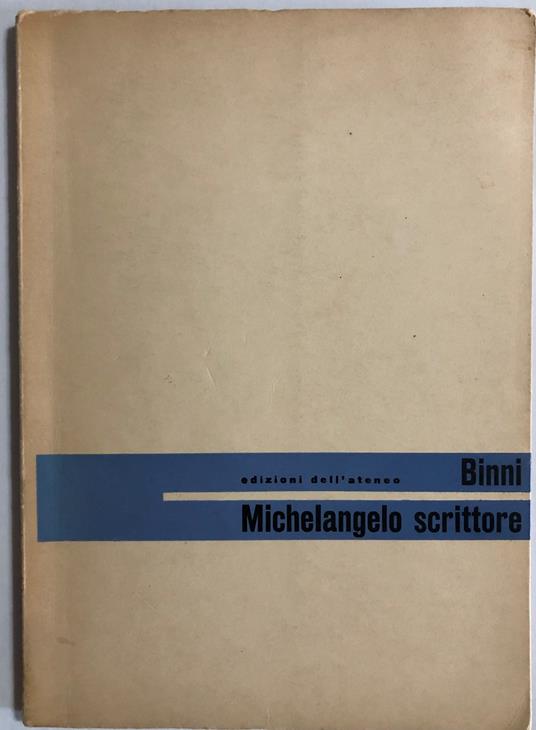 edizioni dell'ateneo Binni
Michelangelo scrittore